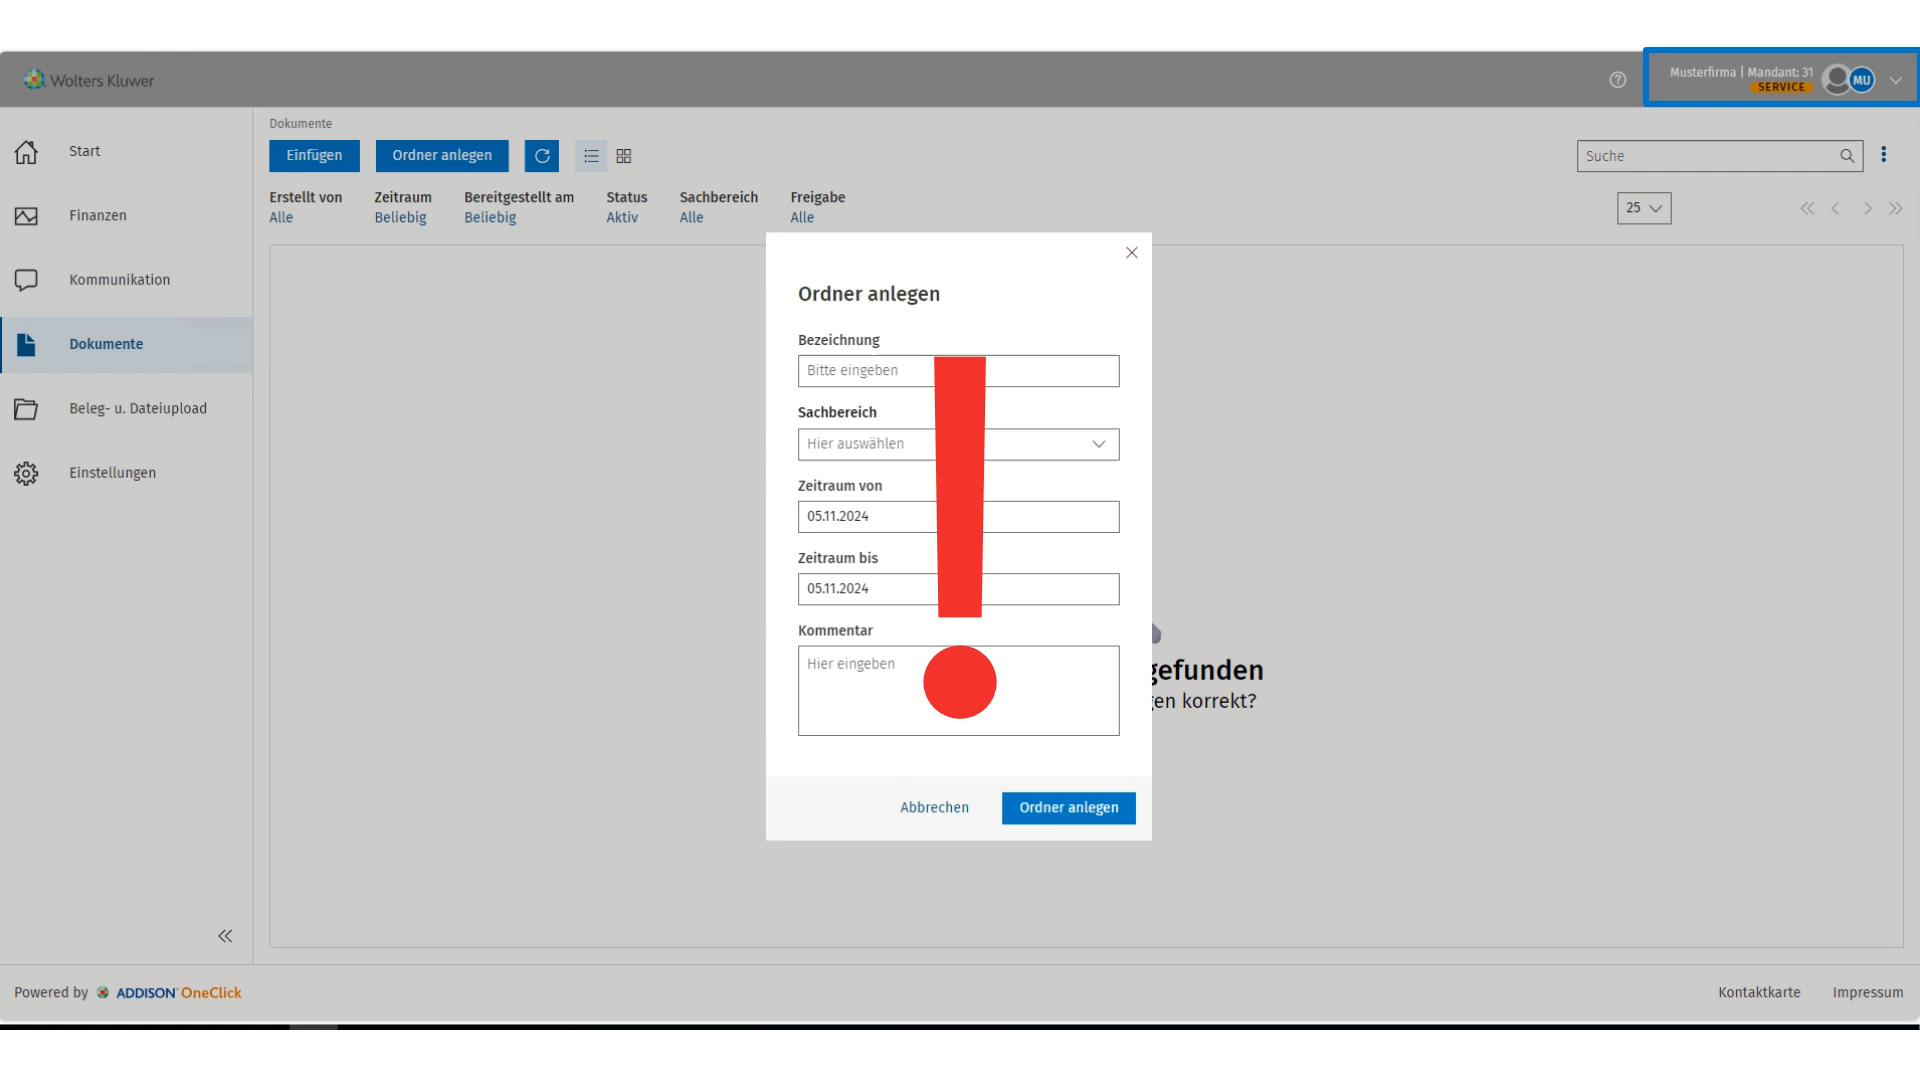 Wolters Kluwer
Musterfirma | Mandant: 31
SERVICE
MU
Start
Finanzen
Kommunikation
Dokumente
Beleg- u. Dateiupload
Einstellungen
Dokumente
Einfügen
Ordner anlegen
Suche
Erstellt von
Alle
Zeitraum
Beliebig
Bereitgestellt am
Beliebig
Status
Aktiv
Sachbereich
Alle
Freigabe
Alle
25
Ordner anlegen
Bezeichnung
Bitte eingeben
Sachbereich
Hier auswählen
Zeitraum von
05.11.2024
Zeitraum bis
05.11.2024
Kommentar
Hier eingeben
!
Abbrechen
Ordner anlegen
gefunden
en korrekt?
Powered by ADDISON OneClick
Kontaktkarte
Impressum